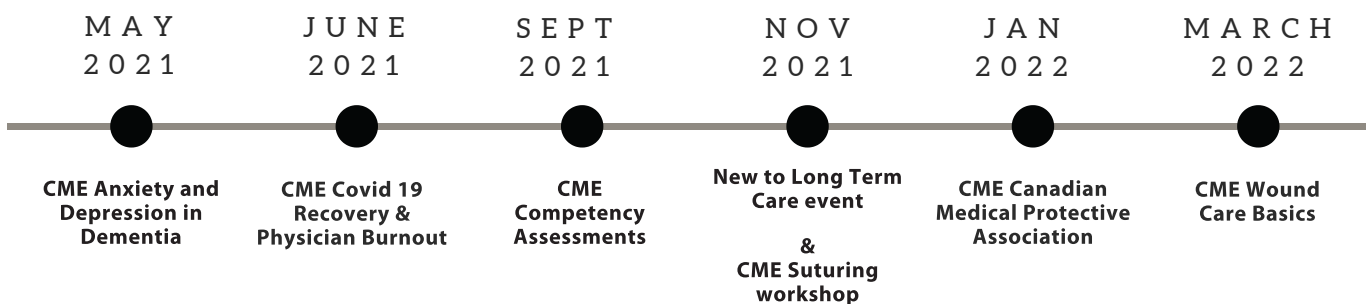 MAY
2021
JUNE
2021
SEPT
2021
NOV
2021
JAN
2022
MARCH
2022
CME Anxiety and
Depression in
Dementia
CME Covid 19
Recovery &
Physician Burnout
CME
Competency
Assessments
New to Long Term
Care event
&
CME Suturing
workshop
CME Canadian
Medical Protective
Association
CME Wound
Care Basics